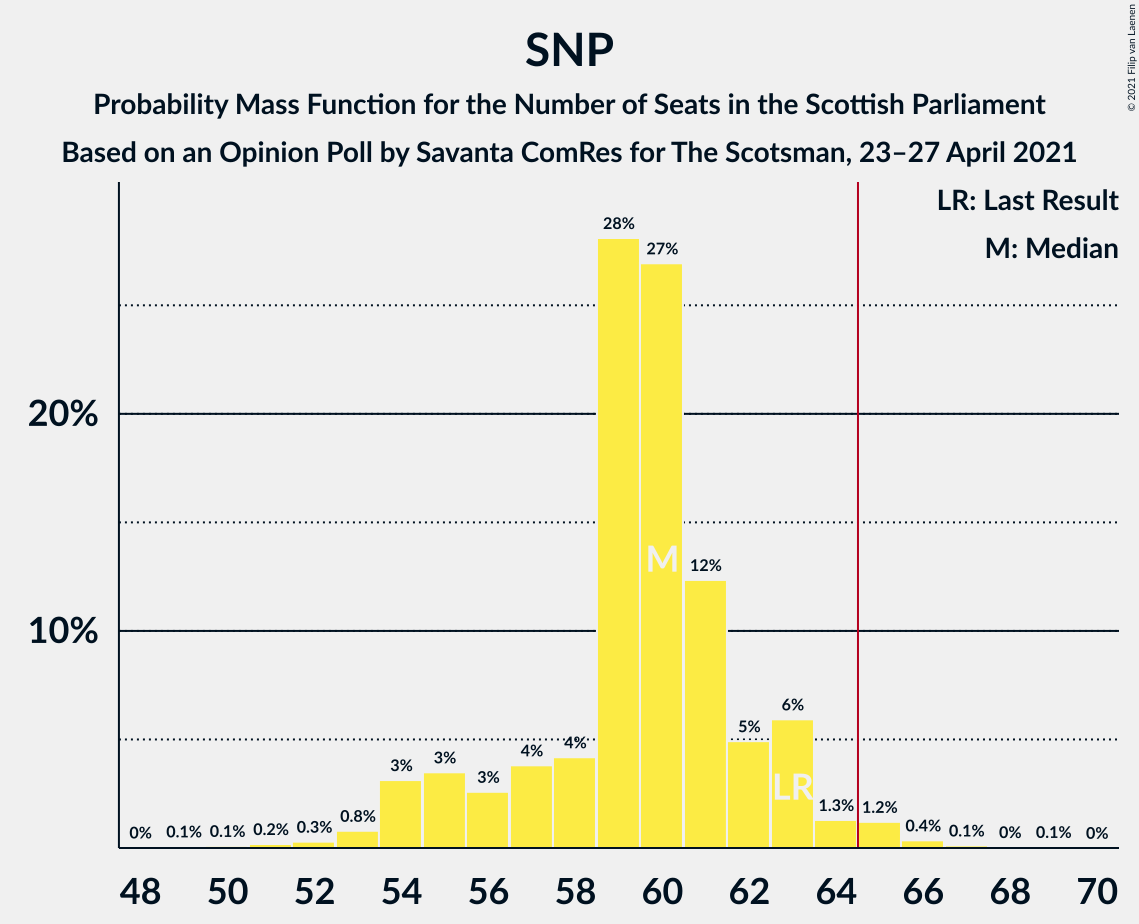 SNP
Probability Mass Function for the Number of Seats in the Scottish Parliament
Based on an Opinion Poll by Savanta ComRes for The Scotsman, 23–27 April 2021
© 2021 Filip van Laenen
LR: Last Result
M: Median
20%
10%
0%
0.1%
0.1%
0.2%
0.3%
0.8%
3%
3%
3%
4%
4%
28%
27%
12%
5%
6%
1.3%
1.2%
0.4%
0.1%
0%
0.1%
0%
M
LR
48 50 52 54 56 58 60 62 64 66 68 70